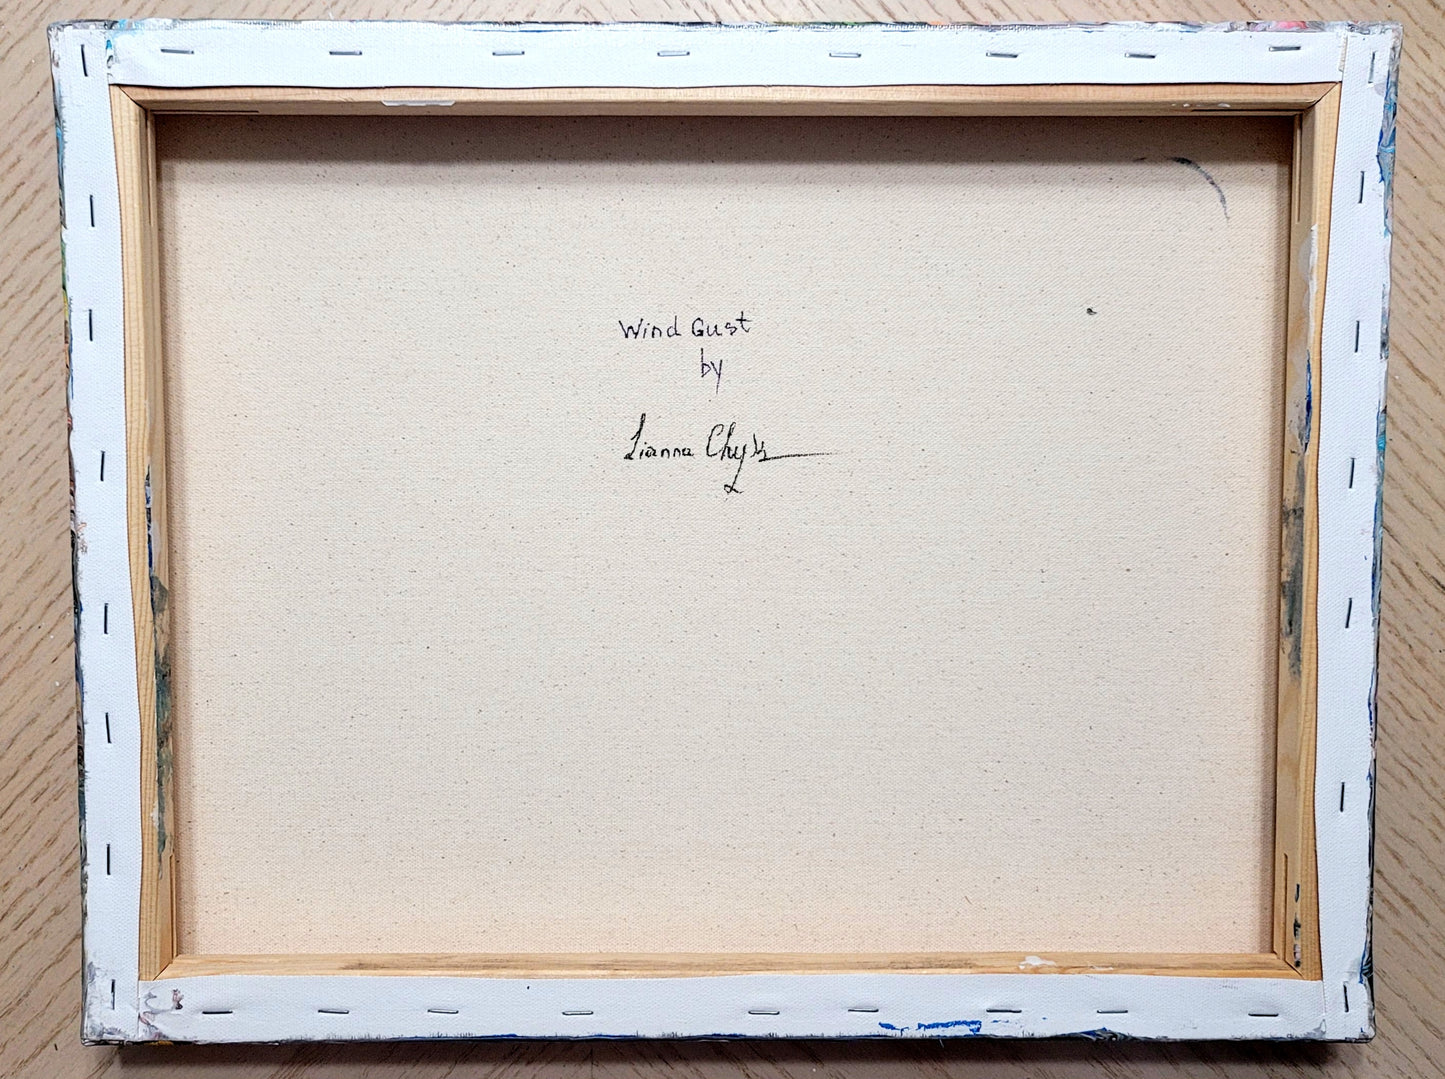 Wind Gust
by
Lianna Chyz